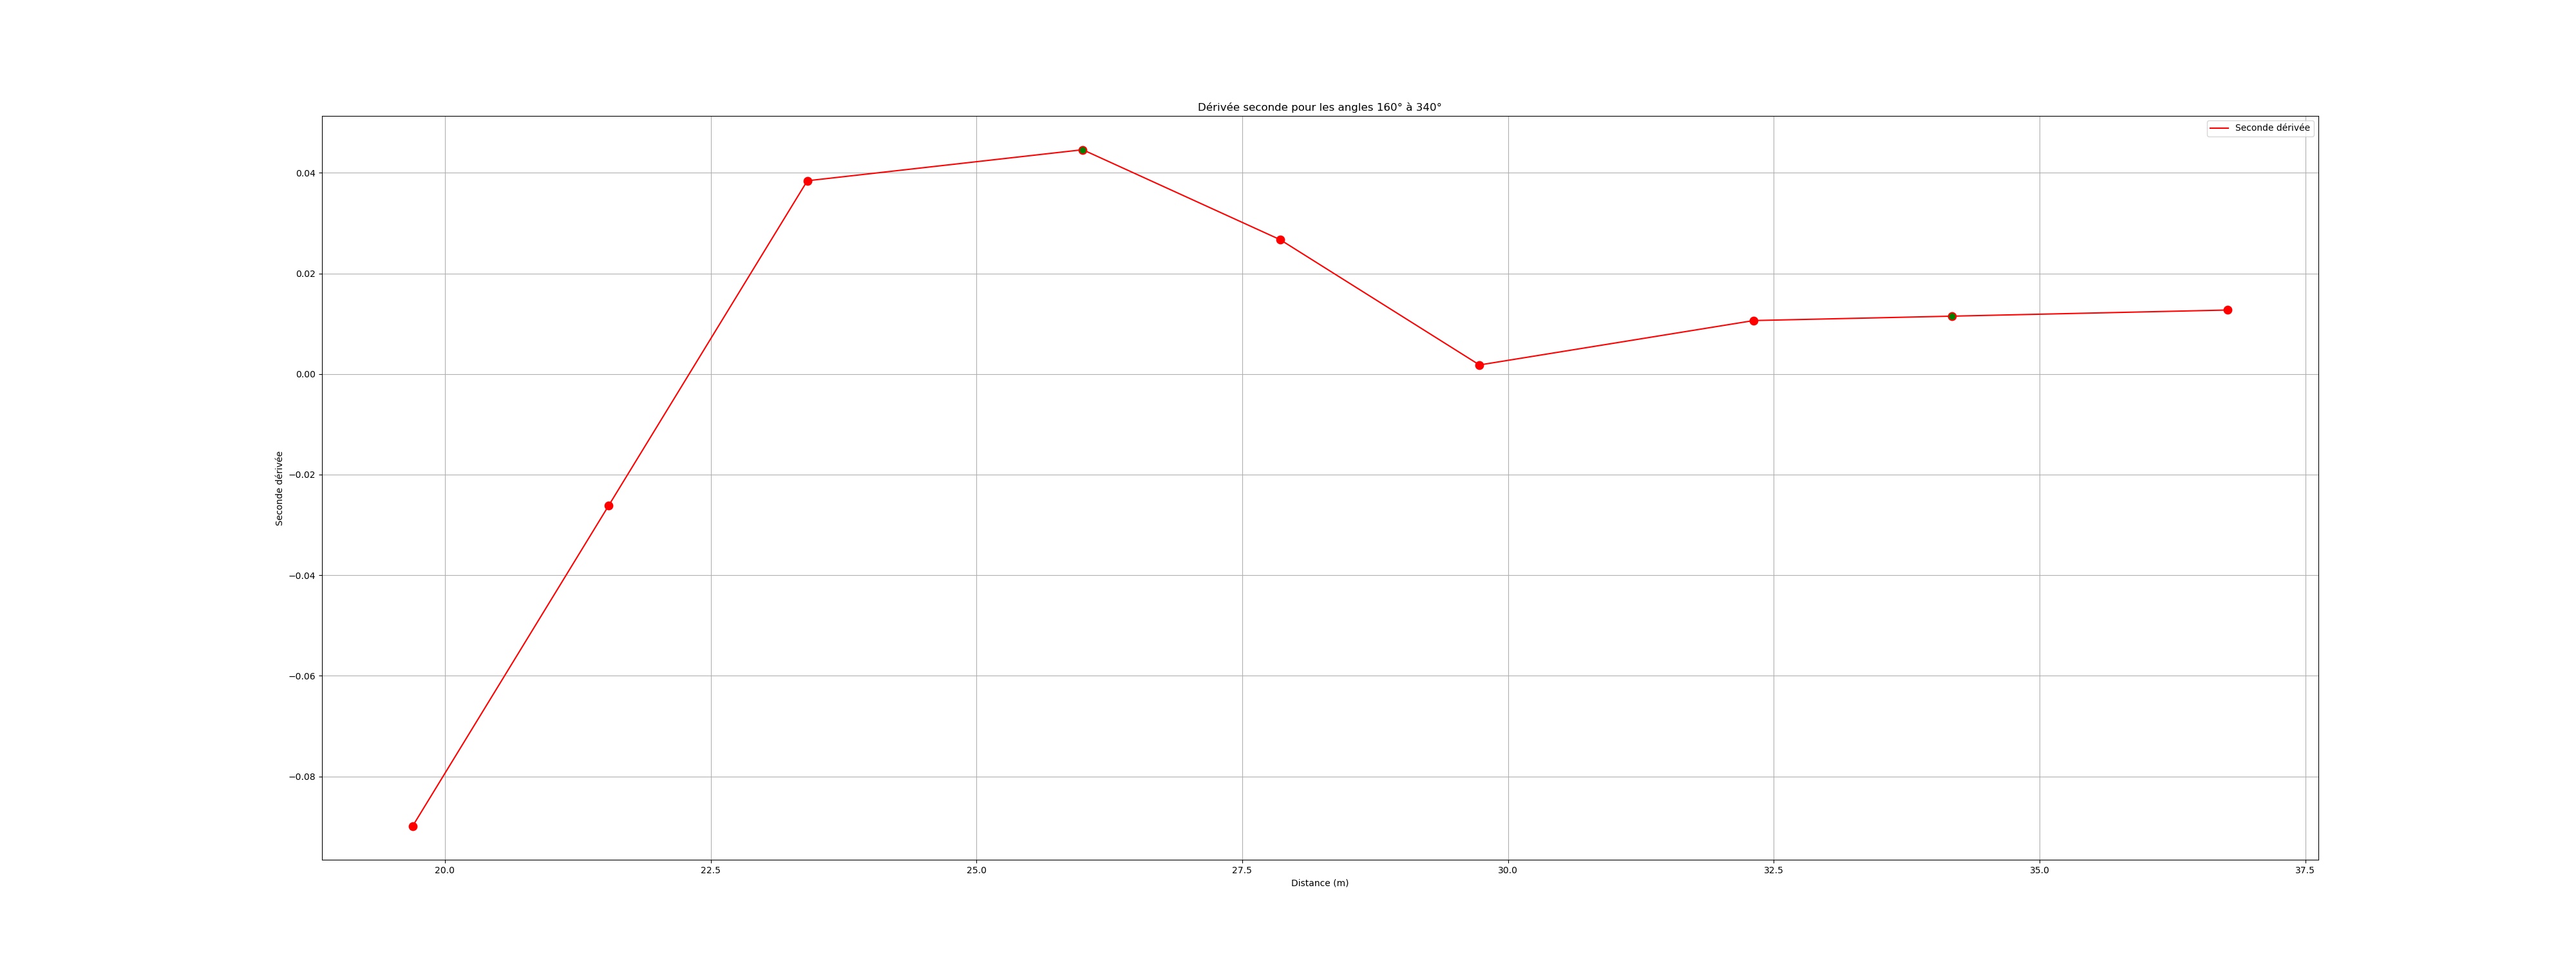 Dérivée seconde pour les angles 160° à 340°
Seconde dérivée
0.04
0.02
0.00
−0.02
−0.04
−0.06
−0.08
Seconde dérivée
20.0 22.5 25.0 27.5 30.0 32.5 35.0 37.5
Distance (m)